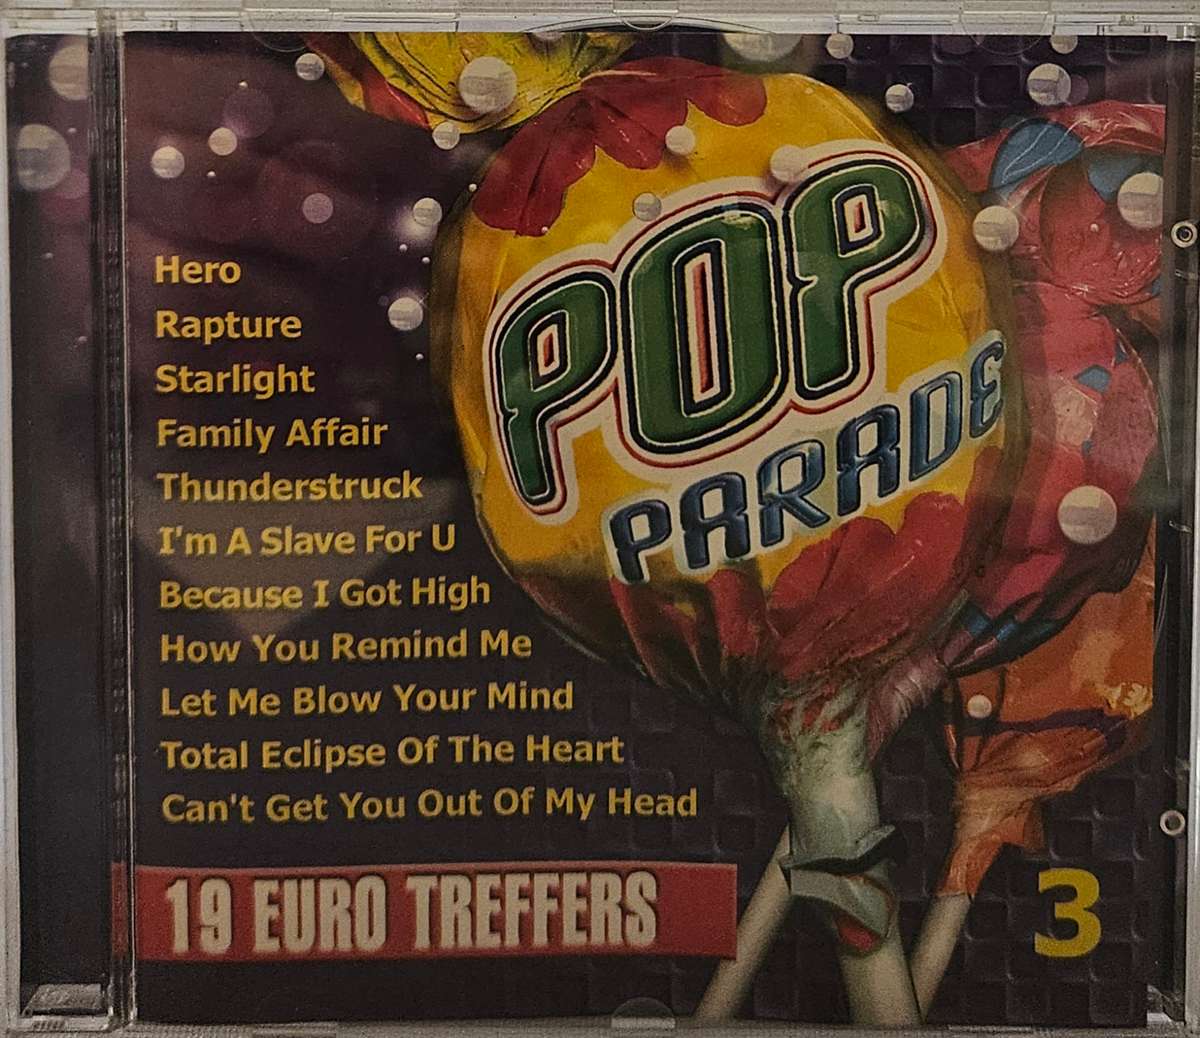 POP
PARADE
Hero
Rapture
Starlight
Family Affair
Thunderstruck
I'm A Slave For U
Because I Got High
How You Remind Me
Let Me Blow Your Mind
Total Eclipse Of The Heart
Can't Get You Out Of My Head
19 EURO TREFFERS
3